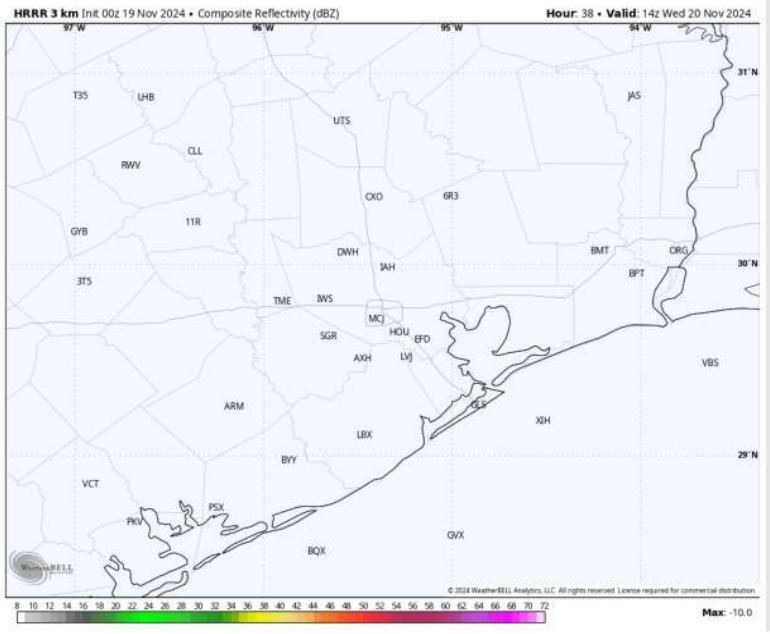 HRRR 3 km Init 00z 19 Nov 2024 • Composite Reflectivity (dBZ) Hour: 38 • Valid: 14z Wed 20 Nov 2024
97°W 96°W 95°W 94°W
31°N
T35 LHB JAS
UTS
CLL
RWV
CXO 6R3
11R
GYB
DWH BMT ORG
IAH 30°N
BPT
3T5
TME IWS
MCJ
HOU
SGR EFD
AXH LVJ VBS
ARM GLS
XIH
LBX
BYY 29°N
VCT
PSX
PKV
GVX
BQX
WeatherBELL
© 2024 WeatherBELL Analytics, LLC. All rights reserved. License required for commercial distribution.
8 10 12 14 16 18 20 22 24 26 28 30 32 34 36 38 40 42 44 46 48 50 52 54 56 58 60 62 64 66 68 70 72 Max: -10.0